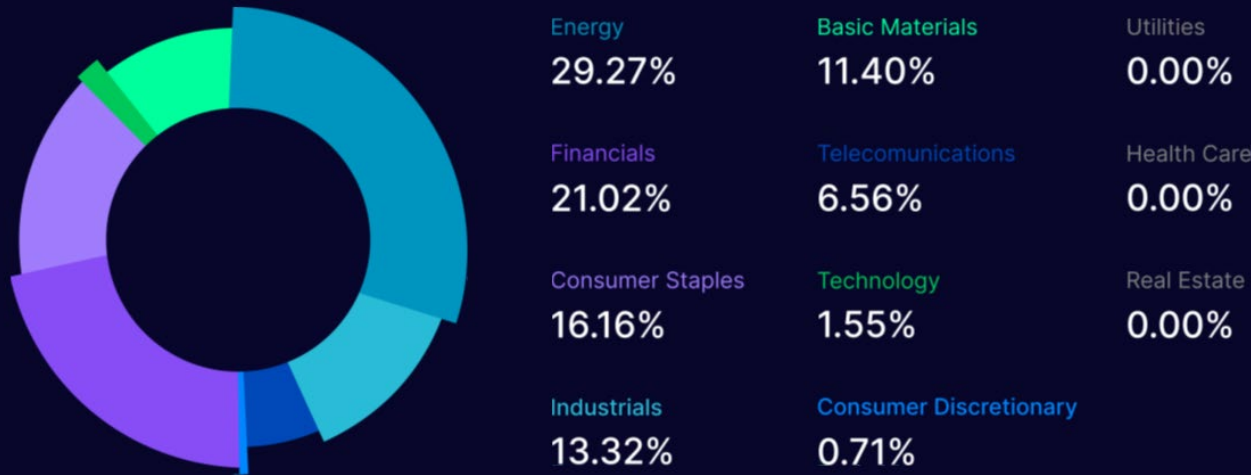 Energy Basic Materials Utilities
29.27% 11.40% 0.00%
Financials Telecomunications Health Care
21.02% 6.56% 0.00%
Consumer Staples Technology Real Estate
16.16% 1.55% 0.00%
Industrials Consumer Discretionary
13.32% 0.71%